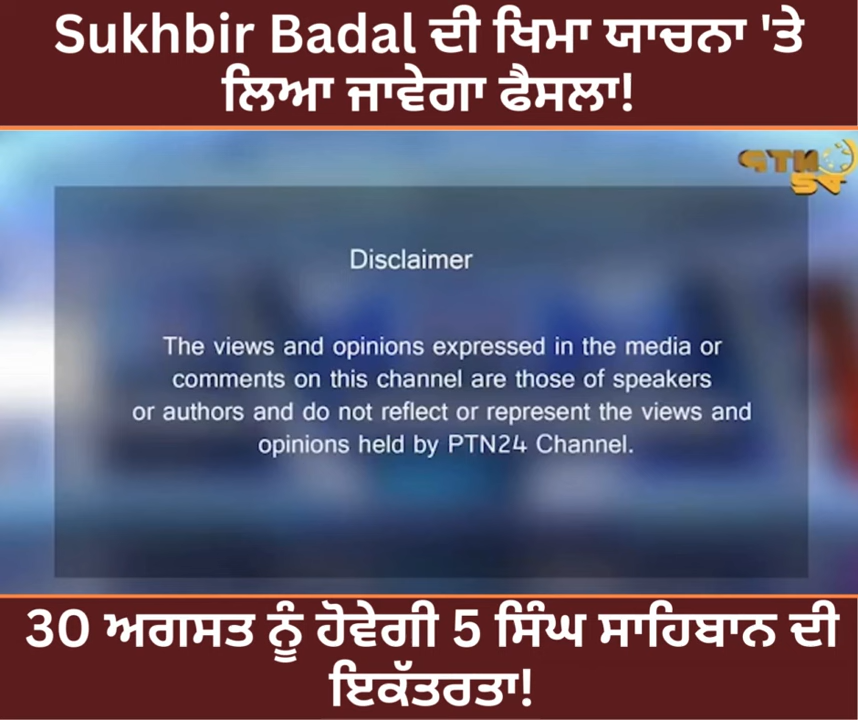 Sukhbir Badal ਦੀ ਖਿਮਾ ਯਾਚਨਾ 'ਤੇ
ਲਿਆ ਜਾਵੇਗਾ ਫੈਸਲਾ!
Disclaimer
The views and opinions expressed in the media or
comments on this channel are those of speakers
or authors and do not reflect or represent the views and
opinions held by PTN24 Channel.
30 ਅਗਸਤ ਨੂੰ ਹੋਵੇਗੀ 5 ਸਿੰਘ ਸਾਹਿਬਾਨ ਦੀ
ਇਕੱਤਰਤਾ!